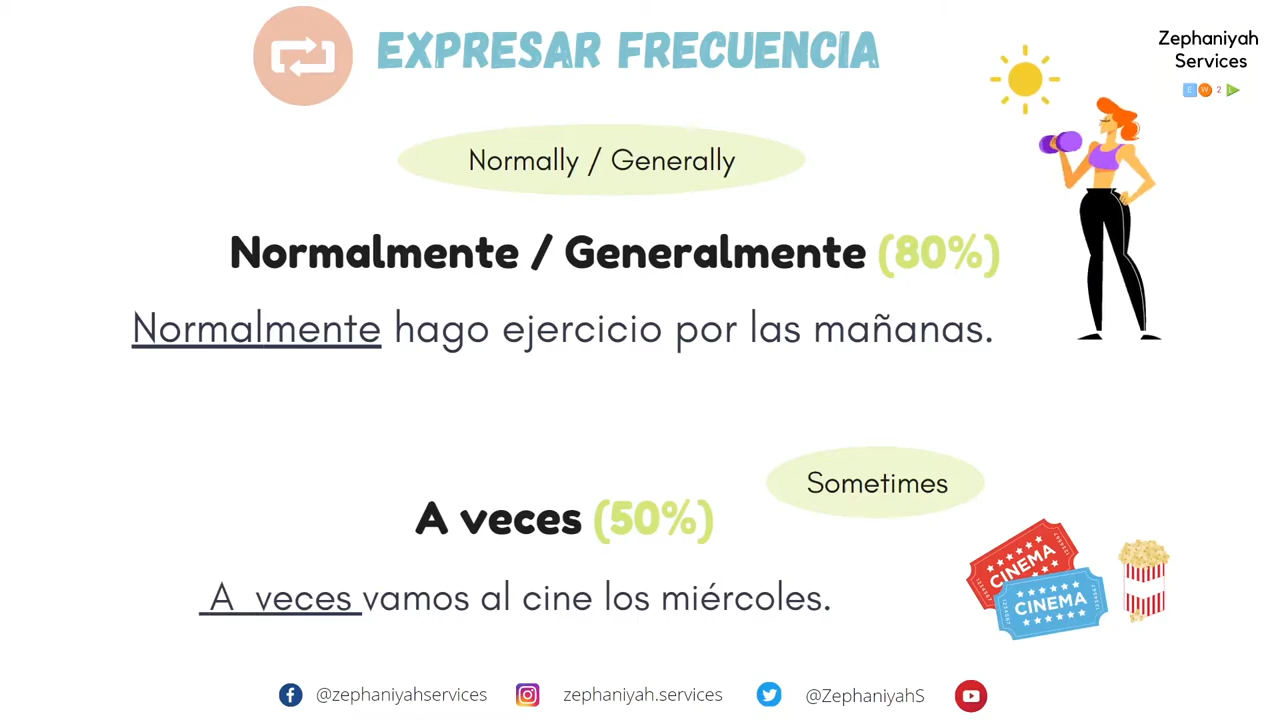 EXPRESAR FRECUENCIA
Zephaniyah
Services
E W 2 L
Normally / Generally
Normalmente / Generalmente (80%)
Normalmente hago ejercicio por las mañanas.
Sometimes
A veces (50%)
A veces vamos al cine los miércoles.
CINEMA
CINEMA
@zephaniyahservices zephaniyah.services @ZephaniyahS